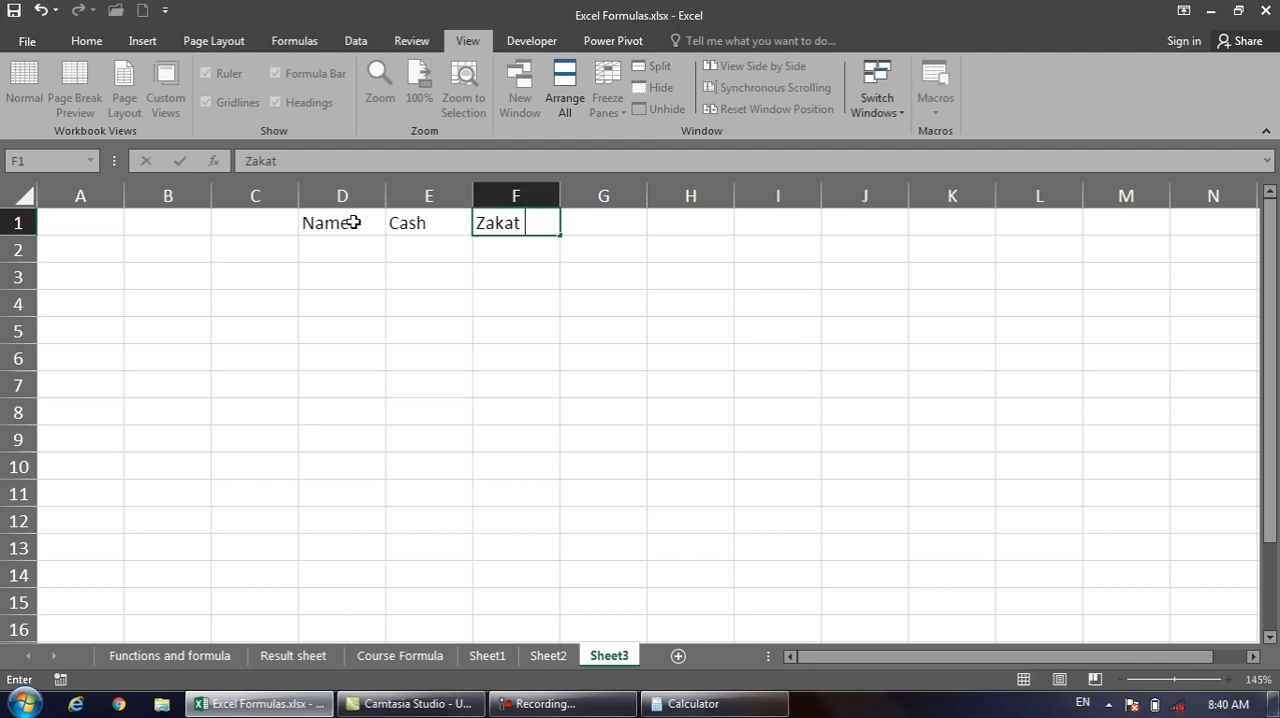 Excel Formulas.xlsx - Excel
File Home Insert Page Layout Formulas Data Review View Developer Power Pivot Tell me what you want to do... Sign in Share
Normal Page Break Preview Page Layout Custom Views
Ruler Formula Bar
Gridlines Headings
Zoom 100% Zoom to Selection
New Window Arrange All Freeze Panes
Split
Hide
Unhide
View Side by Side
Synchronous Scrolling
Reset Window Position
Switch Windows
Macros
Workbook Views Show Zoom Window Macros
F1 fx Zakat
A B C D E F G H I J K L M N
1 Name Cash Zakat
2
3
4
5
6
7
8
9
10
11
12
13
14
15
16
Functions and formula Result sheet Course Formula Sheet1 Sheet2 Sheet3
Enter 145%
Excel Formulas.xlsx - ... Camtasia Studio - U... Recording... Calculator EN 8:40 AM